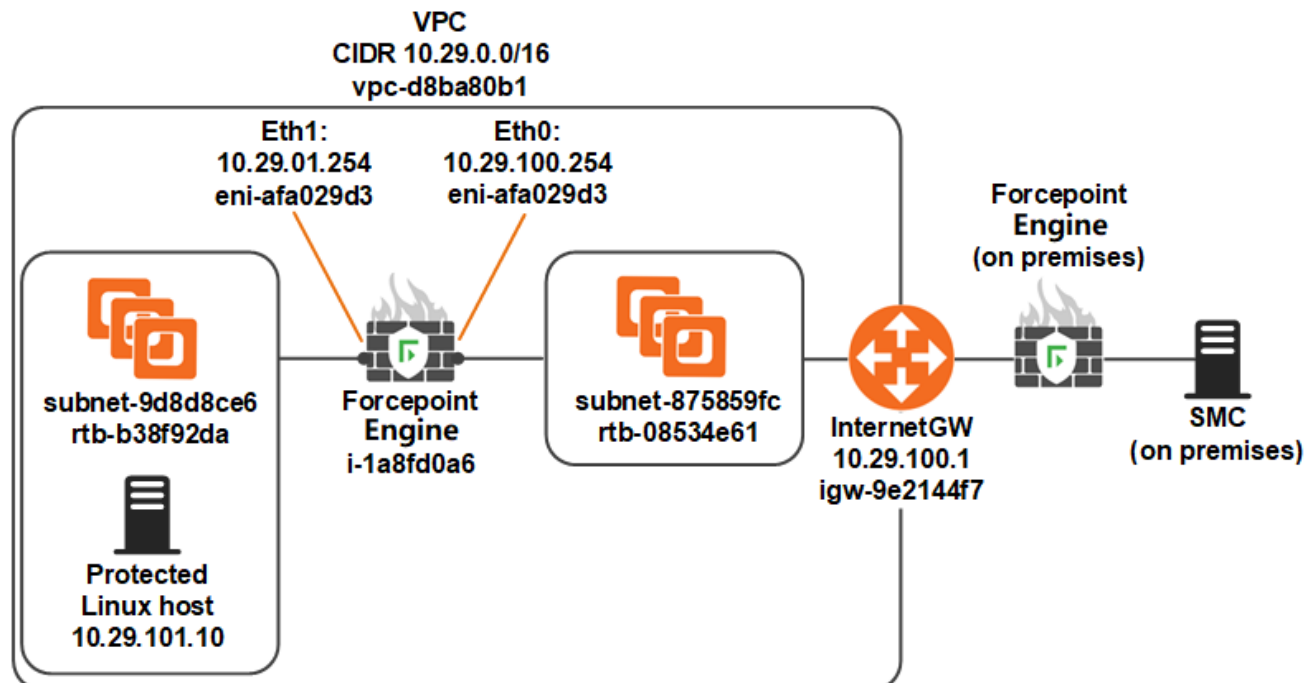 VPC
CIDR 10.29.0.0/16
vpc-d8ba80b1
Eth1:
10.29.01.254
eni-afa029d3
Eth0:
10.29.100.254
eni-afa029d3
Forcepoint
Engine
(on premises)
subnet-9d8d8ce6
rtb-b38f92da
Forcepoint
Engine
i-1a8fd0a6
subnet-875859fc
rtb-08534e61
InternetGW
10.29.100.1
igw-9e2144f7
SMC
(on premises)
Protected
Linux host
10.29.101.10